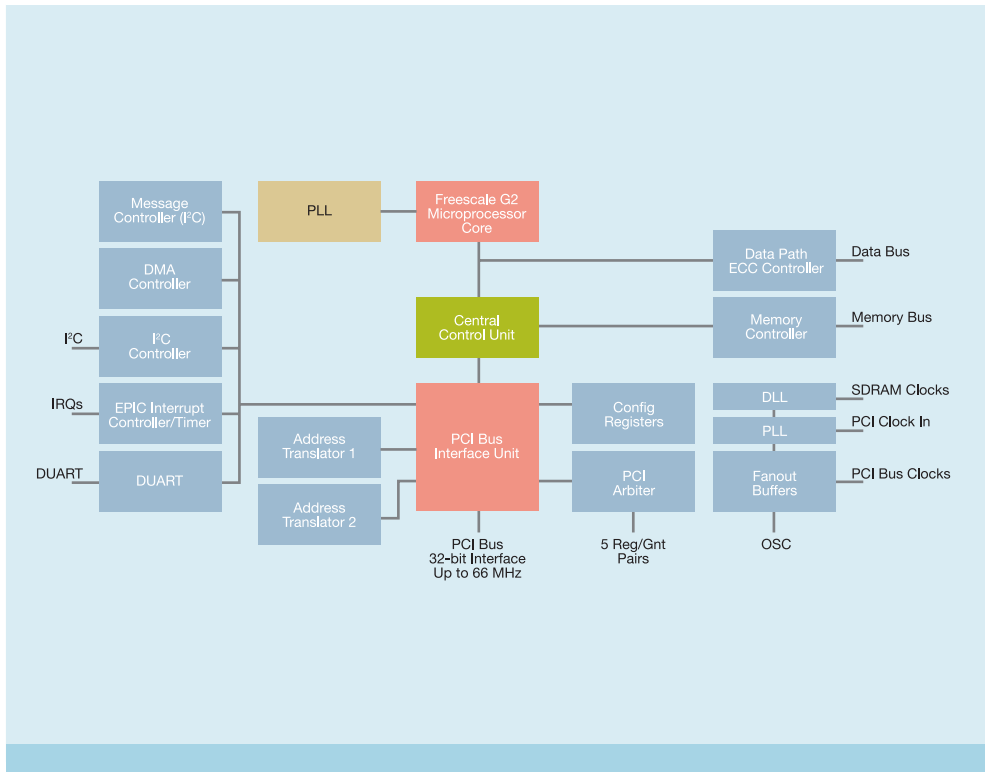 Message
Controller (I²C)
DMA
Controller
I²C
I²C
Controller
IRQs
EPIC Interrupt
Controller/Timer
DUART
DUART
PLL
Freescale G2
Microprocessor
Core
Central
Control Unit
PCI Bus
Interface Unit
Address
Translator 1
Address
Translator 2
PCI Bus
32-bit Interface
Up to 66 MHz
Config
Registers
PCI
Arbiter
5 Reg/Gnt
Pairs
Data Path
ECC Controller
Data Bus
Memory
Controller
Memory Bus
DLL
SDRAM Clocks
PLL
PCI Clock In
Fanout
Buffers
PCI Bus Clocks
OSC